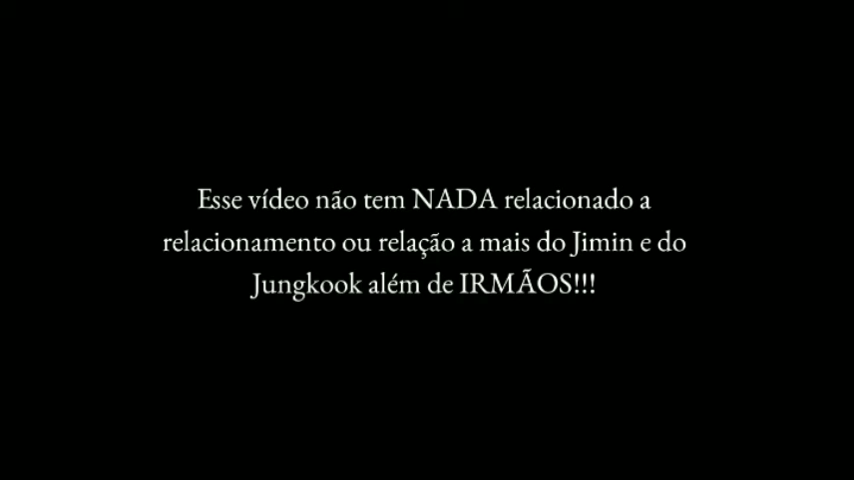 Esse vídeo não tem NADA relacionado a
relacionamento ou relação a mais do Jimin e do
Jungkook além de IRMÃOS!!!